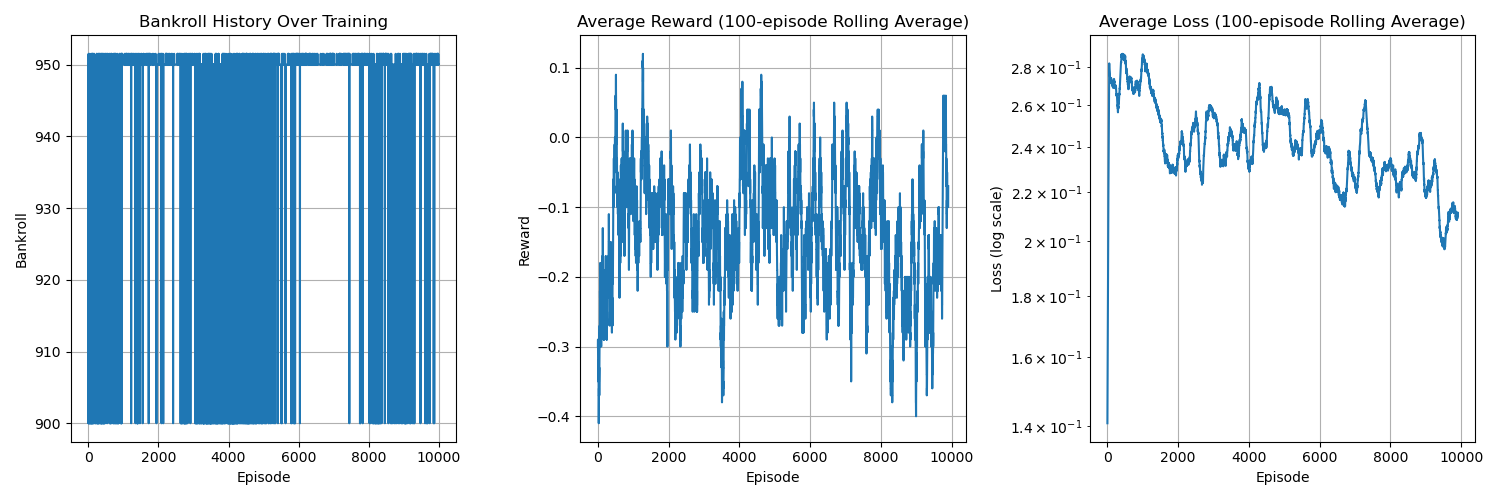 Bankroll History Over Training
950
940
930
920
910
900
Bankroll
0 2000 4000 6000 8000 10000
Episode
Average Reward (100-episode Rolling Average)
0.1
0.0
−0.1
−0.2
−0.3
−0.4
Reward
0 2000 4000 6000 8000 10000
Episode
Average Loss (100-episode Rolling Average)
2.8 × 10⁻¹
2.6 × 10⁻¹
2.4 × 10⁻¹
2.2 × 10⁻¹
2 × 10⁻¹
1.8 × 10⁻¹
1.6 × 10⁻¹
1.4 × 10⁻¹
Loss (log scale)
0 2000 4000 6000 8000 10000
Episode